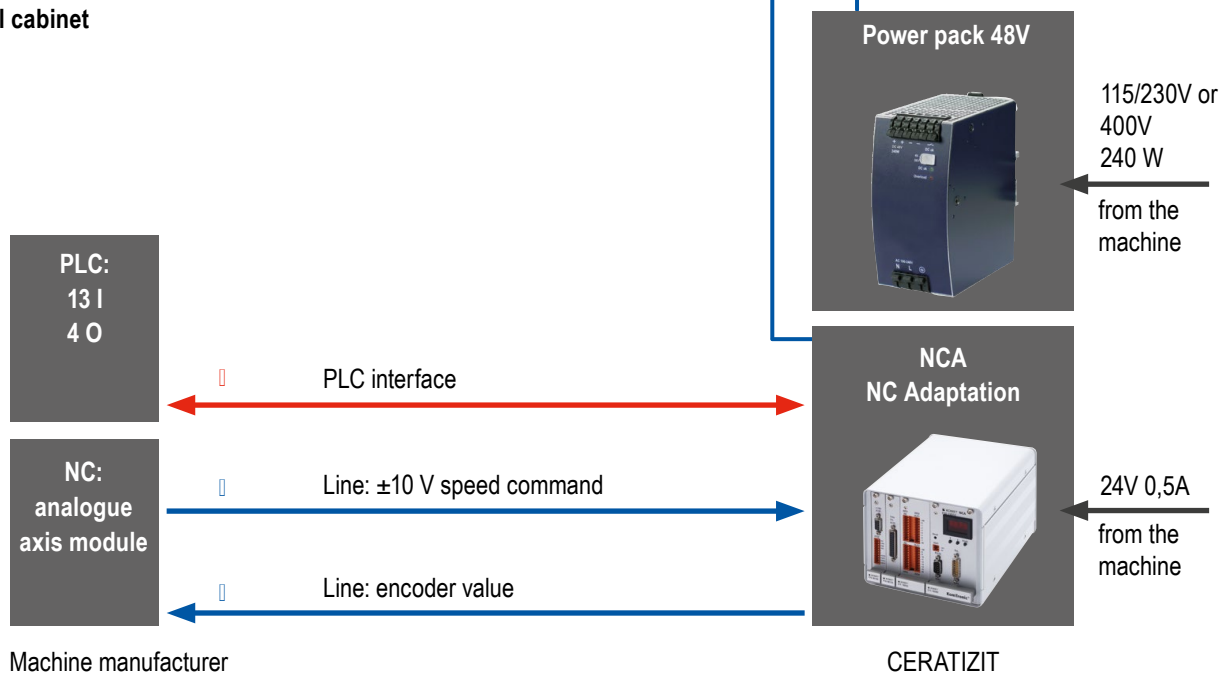 l cabinet
Power pack 48V
115/230V or
400V
240 W
from the
machine
PLC:
13 I
4 O
PLC interface
NCA
NC Adaptation
NC:
analogue
axis module
Line: ±10 V speed command
24V 0,5A
from the
machine
Line: encoder value
Machine manufacturer
CERATIZIT